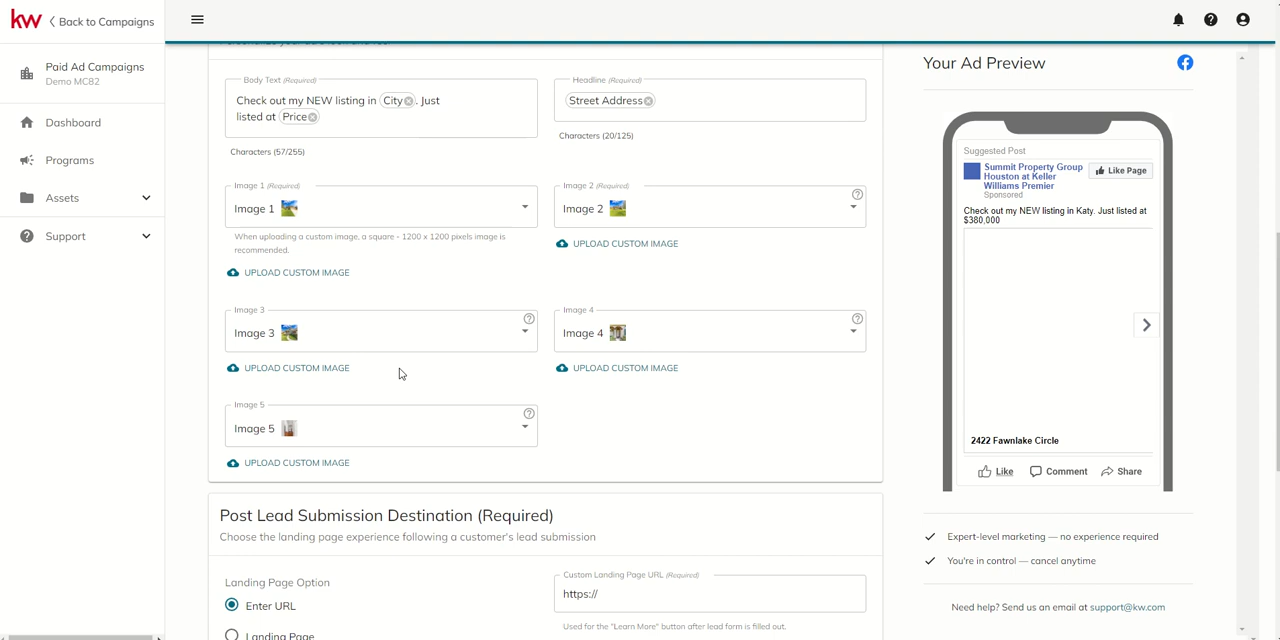 kw
Back to Campaigns
Paid Ad Campaigns
Demo MC82
Dashboard
Programs
Assets
Support
Body Text (Required)
Check out my NEW listing in City. Just
listed at Price
Characters (57/255)
Headline (Required)
Street Address
Characters (20/125)
Image 1 (Required)
Image 1
When uploading a custom image, a square - 1200 x 1200 pixels image is
recommended.
UPLOAD CUSTOM IMAGE
Image 2 (Required)
Image 2
UPLOAD CUSTOM IMAGE
Image 3
Image 3
UPLOAD CUSTOM IMAGE
Image 4
Image 4
UPLOAD CUSTOM IMAGE
Image 5
Image 5
UPLOAD CUSTOM IMAGE
Post Lead Submission Destination (Required)
Choose the landing page experience following a customer's lead submission
Landing Page Option
Enter URL
Landing Page
Custom Landing Page URL (Required)
https://
Used for the "Learn More" button after lead form is filled out.
Your Ad Preview
Suggested Post
Summit Property Group
Houston at Keller
Williams Premier
Sponsored
Like Page
Check out my NEW listing in Katy. Just listed at
$380,000
2422 Fawnlake Circle
Like
Comment
Share
Expert-level marketing — no experience required
You're in control — cancel anytime
Need help? Send us an email at support@kw.com